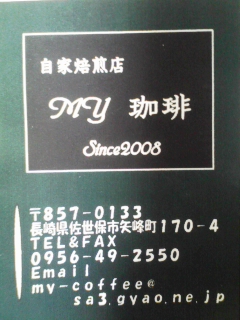 自家焙煎店
MY 珈琲
Since2008
〒857-0133
長崎県佐世保市矢峰町170-4
TEL&FAX
0956-49-2550
Email
my-coffee@
sa3.gyao.ne.jp